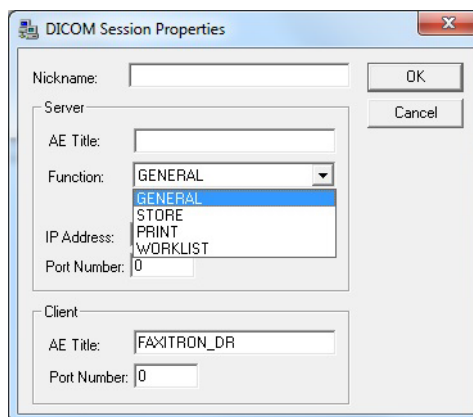 DICOM Session Properties
Nickname:
OK
Server
Cancel
AE Title:
Function: GENERAL
GENERAL
STORE
PRINT
IP Address:
WORKLIST
Port Number: 0
Client
AE Title: FAXITRON_DR
Port Number: 0